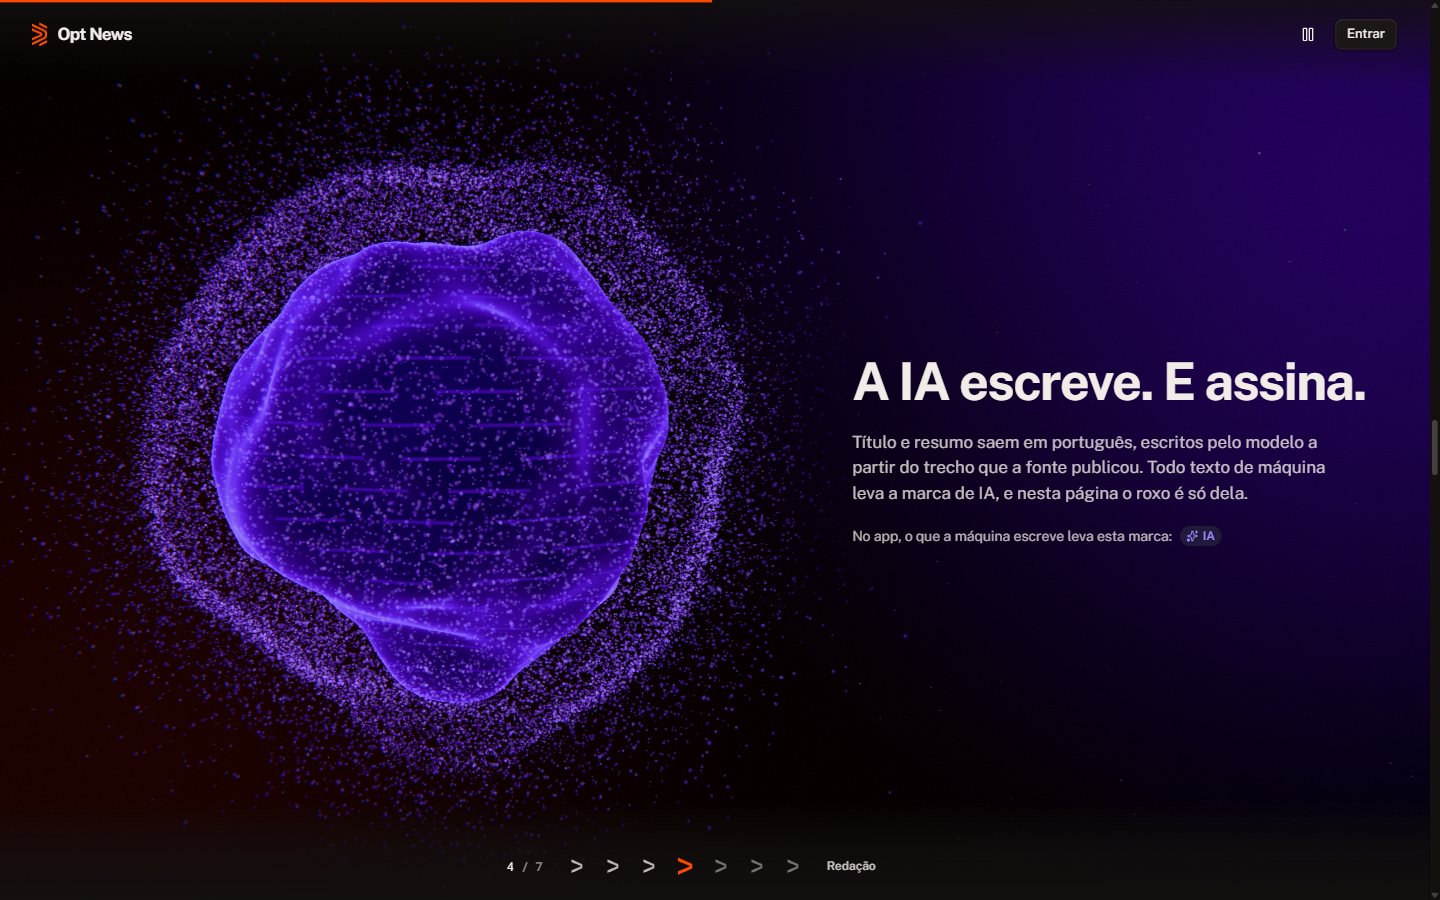 Opt News
Entrar
A IA escreve. E assina.
Título e resumo saem em português, escritos pelo modelo a
partir do trecho que a fonte publicou. Todo texto de máquina
leva a marca de IA, e nesta página o roxo é só dela.
No app, o que a máquina escreve leva esta marca: IA
4 / 7 > > > > > > > Redação